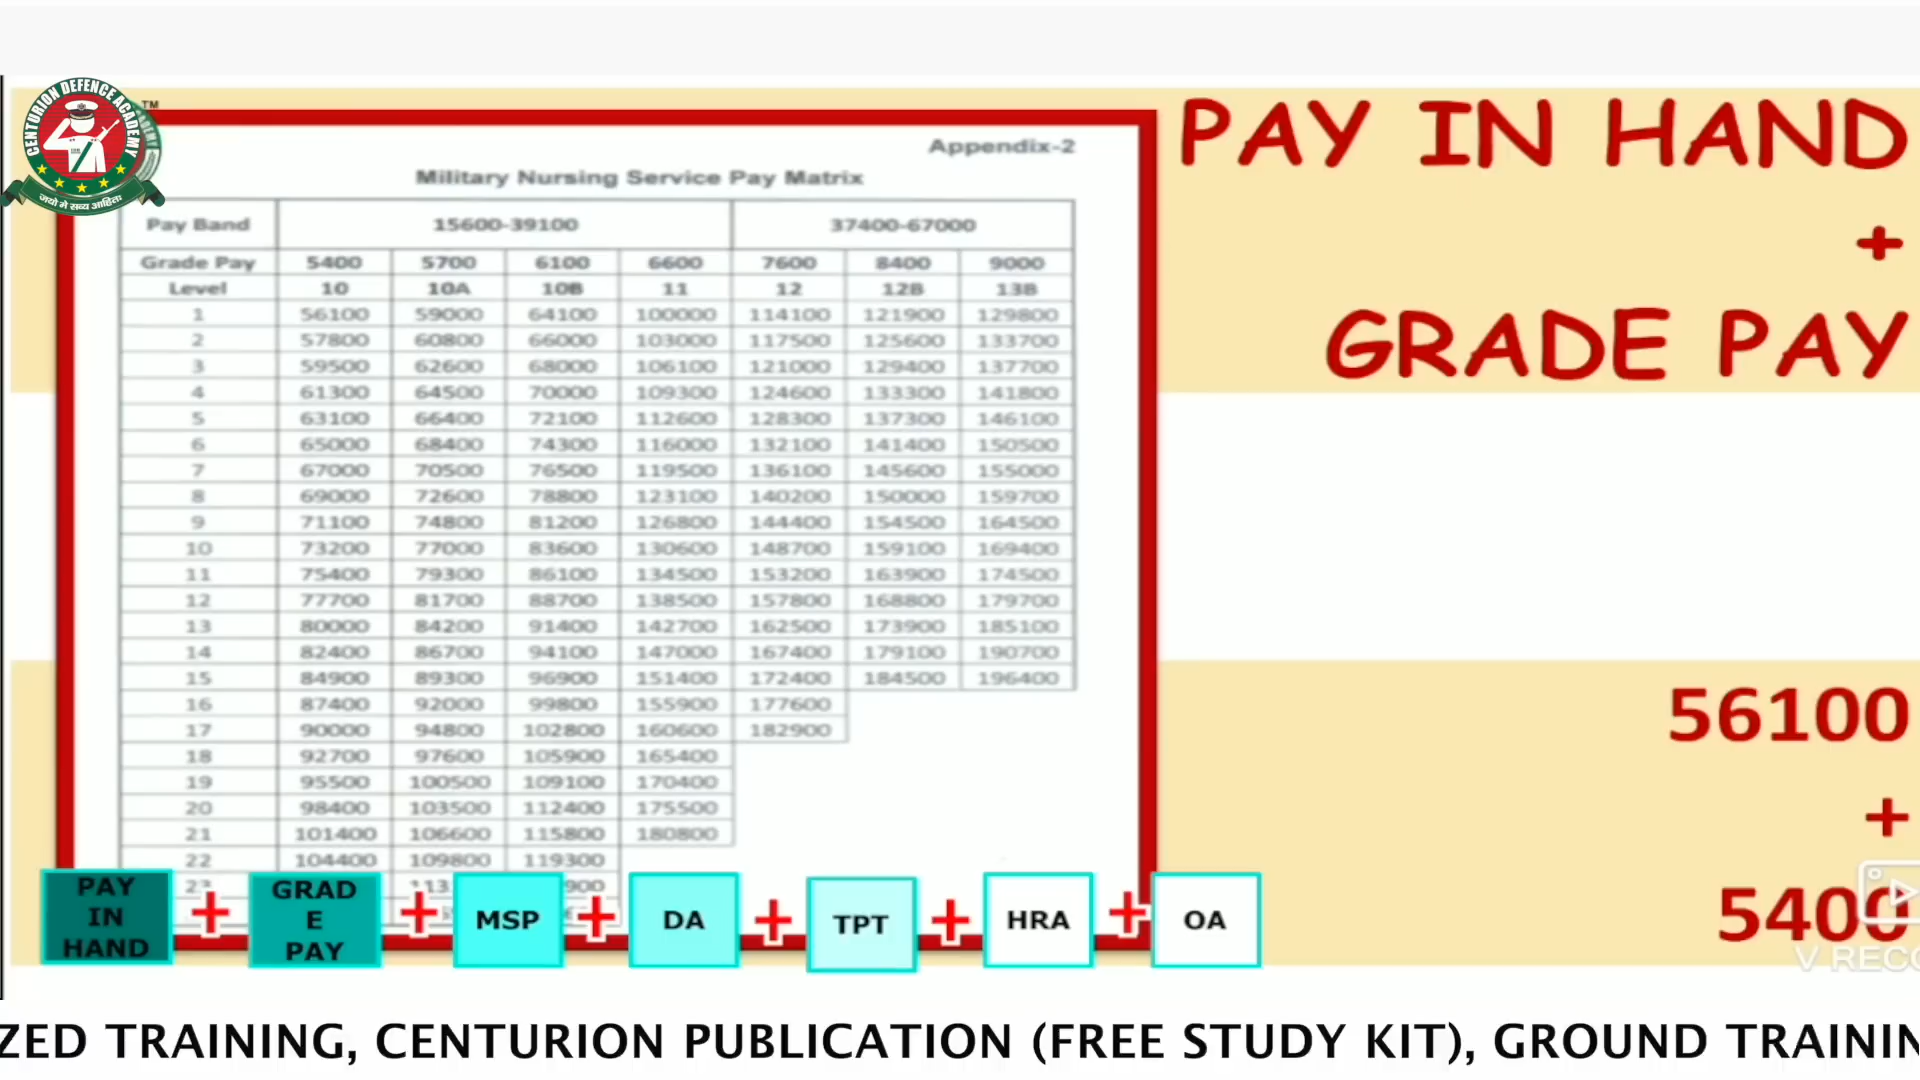 CENTURION DEFENCE ACADEMY
TM
जयो मे सव्य आहितः
Appendix-2
Military Nursing Service Pay Matrix
Pay Band 15600-39100 37400-67000
Grade Pay 5400 5700 6100 6600 7600 8400 9000
Level 10 10A 10B 11 12 12B 13B
1 56100 59000 64100 100000 114100 121900 129800
2 57800 60800 66000 103000 117500 125600 133700
3 59500 62600 68000 106100 121000 129400 137700
4 61300 64500 70000 109300 124600 133300 141800
5 63100 66400 72100 112600 128300 137300 146100
6 65000 68400 74300 116000 132100 141400 150500
7 67000 70500 76500 119500 136100 145600 155000
8 69000 72600 78800 123100 140200 150000 159700
9 71100 74800 81200 126800 144400 154500 164500
10 73200 77000 83600 130600 148700 159100 169400
11 75400 79300 86100 134500 153200 163900 174500
12 77700 81700 88700 138500 157800 168800 179700
13 80000 84200 91400 142700 162500 173900 185100
14 82400 86700 94100 147000 167400 179100 190700
15 84900 89300 96900 151400 172400 184500 196400
16 87400 92000 99800 155900 177600
17 90000 94800 102800 160600 182900
18 92700 97600 105900 165400
19 95500 100500 109100 170400
20 98400 103500 112400 175500
21 101400 106600 115800 180800
22 104400 109800 119300
PAY IN HAND
+
GRADE PAY
56100
+
5400
V RECO
PAY
IN
HAND
+
GRAD
E
PAY
+
MSP
+
DA
+
TPT
+
HRA
+
OA
ZED TRAINING, CENTURION PUBLICATION (FREE STUDY KIT), GROUND TRAININ